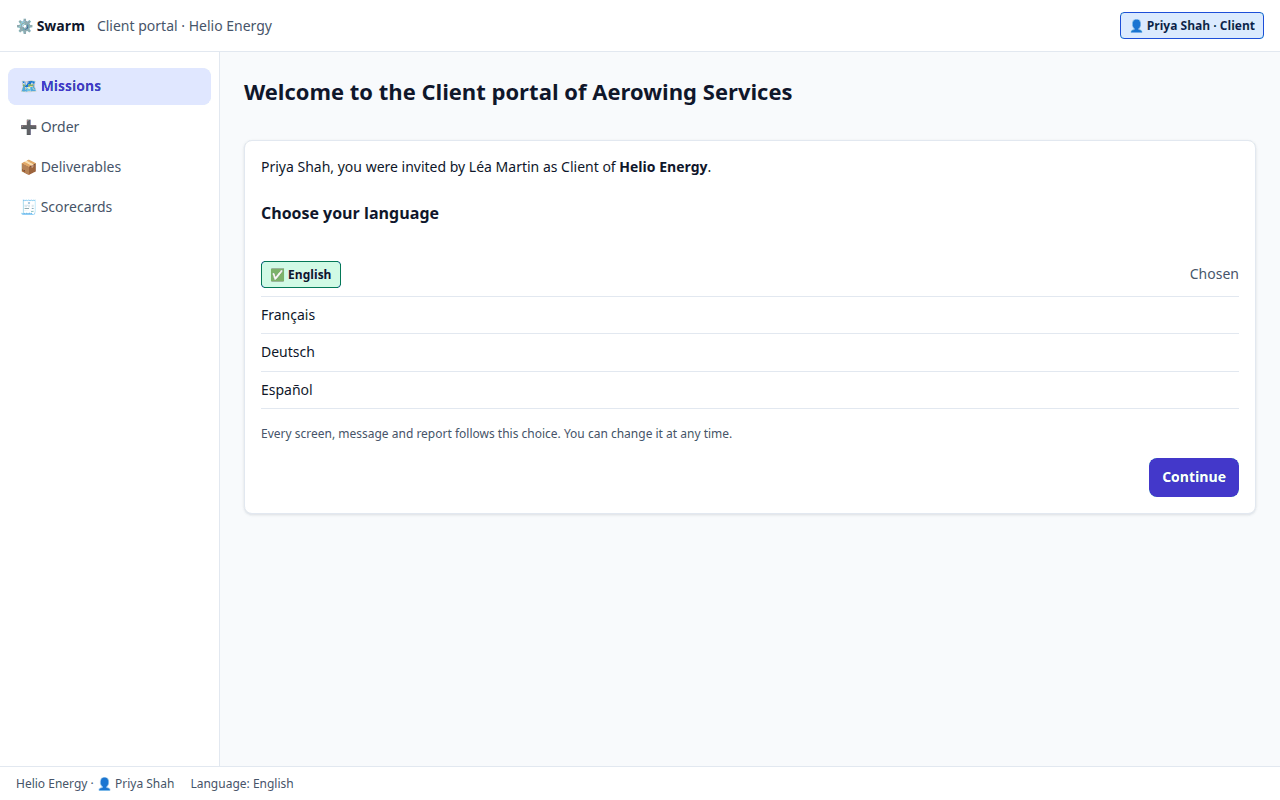 ⚙️ Swarm Client portal · Helio Energy
👤 Priya Shah · Client
🗺️ Missions
➕ Order
📦 Deliverables
🧾 Scorecards
Welcome to the Client portal of Aerowing Services
Priya Shah, you were invited by Léa Martin as Client of Helio Energy.
Choose your language
✅ English Chosen
Français
Deutsch
Español
Every screen, message and report follows this choice. You can change it at any time.
Continue
Helio Energy · 👤 Priya Shah Language: English